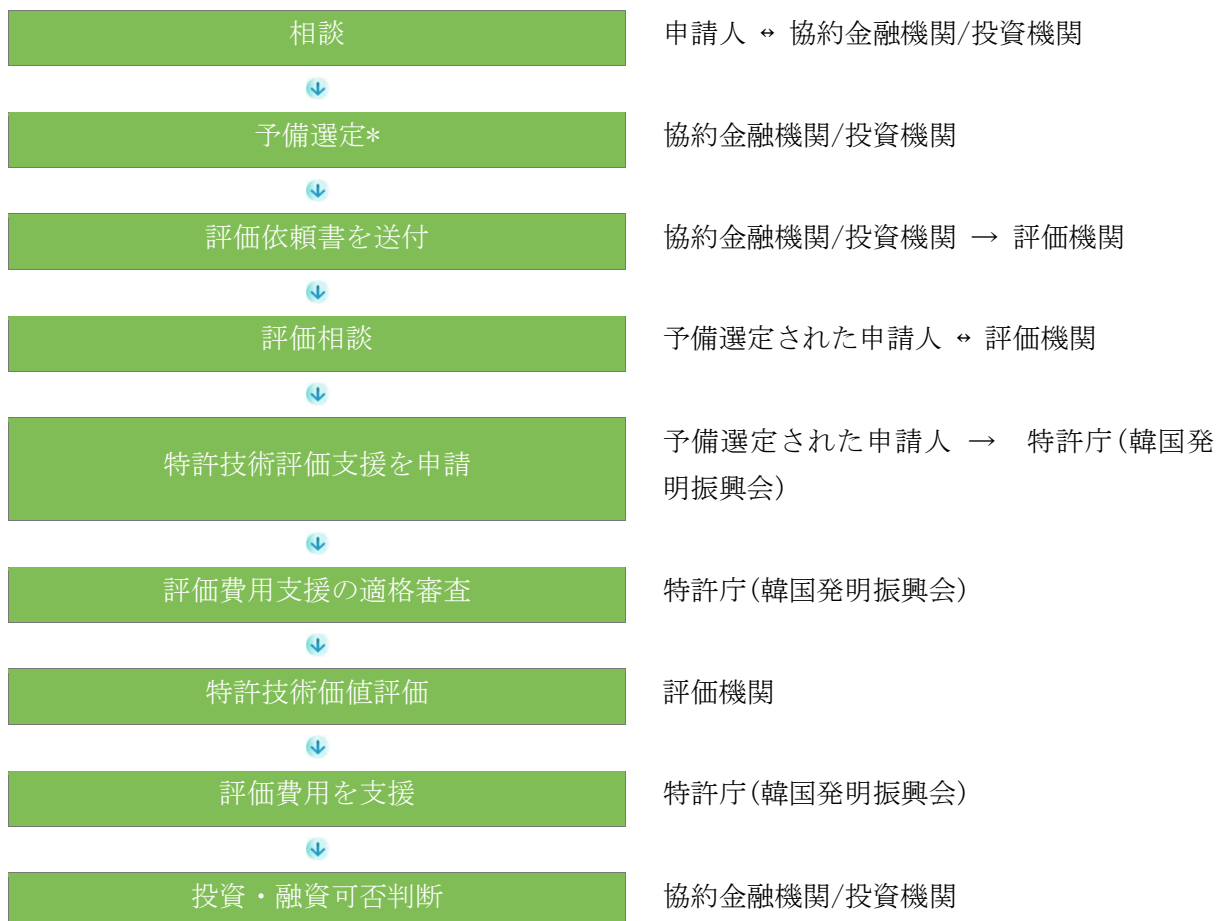 相談 申請人 ↔ 協約金融機関/投資機関
予備選定* 協約金融機関/投資機関
評価依頼書を送付 協約金融機関/投資機関 → 評価機関
評価相談 予備選定された申請人 ↔ 評価機関
特許技術評価支援を申請 予備選定された申請人 → 特許庁(韓国発
明振興会)
評価費用支援の適格審査 特許庁(韓国発明振興会)
特許技術価値評価 評価機関
評価費用を支援 特許庁(韓国発明振興会)
投資・融資可否判断 協約金融機関/投資機関